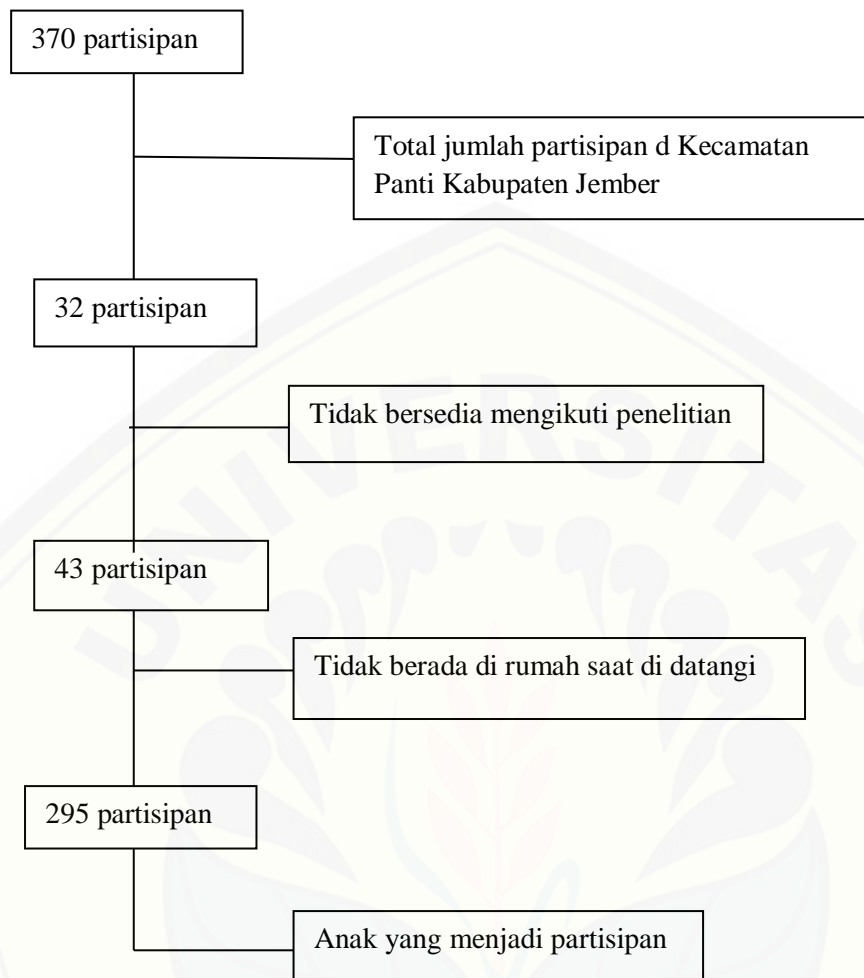 370 partisipan
Total jumlah partisipan d Kecamatan
Panti Kabupaten Jember
32 partisipan
Tidak bersedia mengikuti penelitian
43 partisipan
Tidak berada di rumah saat di datangi
295 partisipan
Anak yang menjadi partisipan
UNIVERSITAS